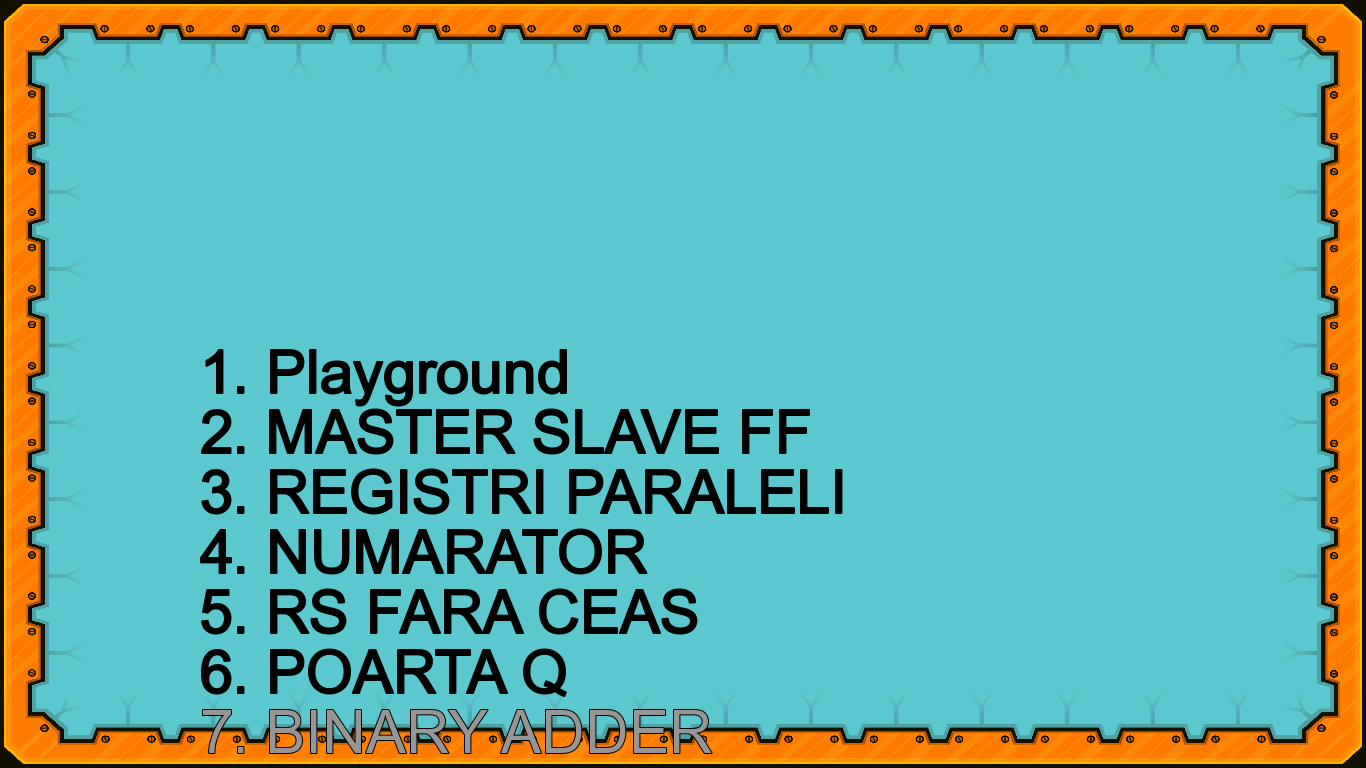 1. Playground
2. MASTER SLAVE FF
3. REGISTRI PARALELI
4. NUMARATOR
5. RS FARA CEAS
6. POARTA Q
7. BINARY ADDER